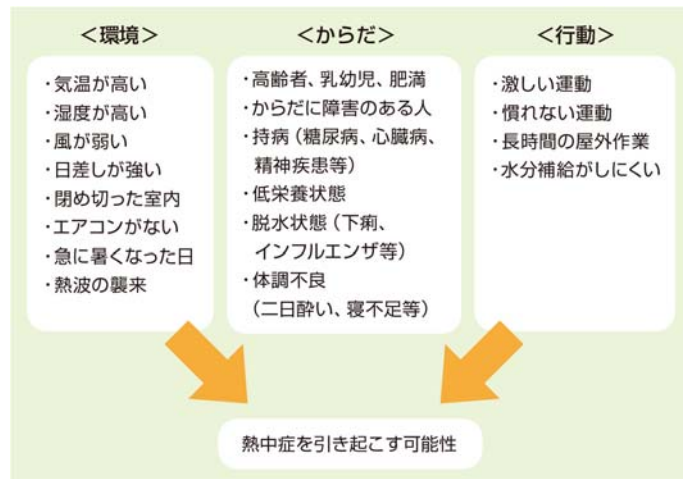 ＜環境＞
・気温が高い
・湿度が高い
・風が弱い
・日差しが強い
・閉め切った室内
・エアコンがない
・急に暑くなった日
・熱波の襲来
＜からだ＞
・高齢者、乳幼児、肥満
・からだに障害のある人
・持病（糖尿病、心臓病、
精神疾患等）
・低栄養状態
・脱水状態（下痢、
インフルエンザ等）
・体調不良
（二日酔い、寝不足等）
＜行動＞
・激しい運動
・慣れない運動
・長時間の屋外作業
・水分補給がしにくい
熱中症を引き起こす可能性